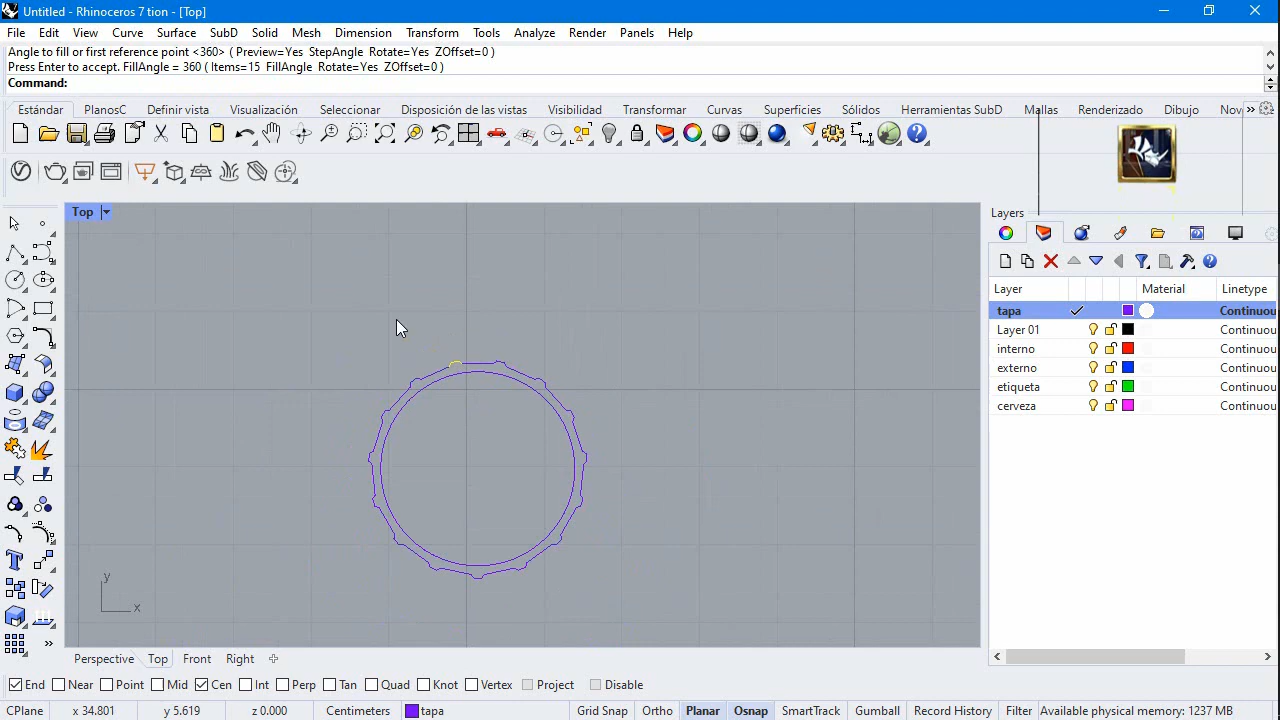 Untitled - Rhinoceros 7 tion - [Top]
File Edit View Curve Surface SubD Solid Mesh Dimension Transform Tools Analyze Render Panels Help
Angle to fill or first reference point <360> ( Preview=Yes StepAngle Rotate=Yes ZOffset=0 )
Press Enter to accept. FillAngle = 360 ( Items=15 FillAngle Rotate=Yes ZOffset=0 )
Command:
Estándar PlanosC Definir vista Visualización Seleccionar Disposición de las vistas Visibilidad Transformar Curvas Superficies Sólidos Herramientas SubD Mallas Renderizado Dibujo Nov »
Top
Layers
Layer Material Linetype
tapa Continuou
Layer 01 Continuou
interno Continuou
externo Continuou
etiqueta Continuou
cerveza Continuou
y
x
Perspective Top Front Right
End Near Point Mid Cen Int Perp Tan Quad Knot Vertex Project Disable
CPlane x 34.801 y 5.619 z 0.000 Centimeters tapa Grid Snap Ortho Planar Osnap SmartTrack Gumball Record History Filter Available physical memory: 1237 MB